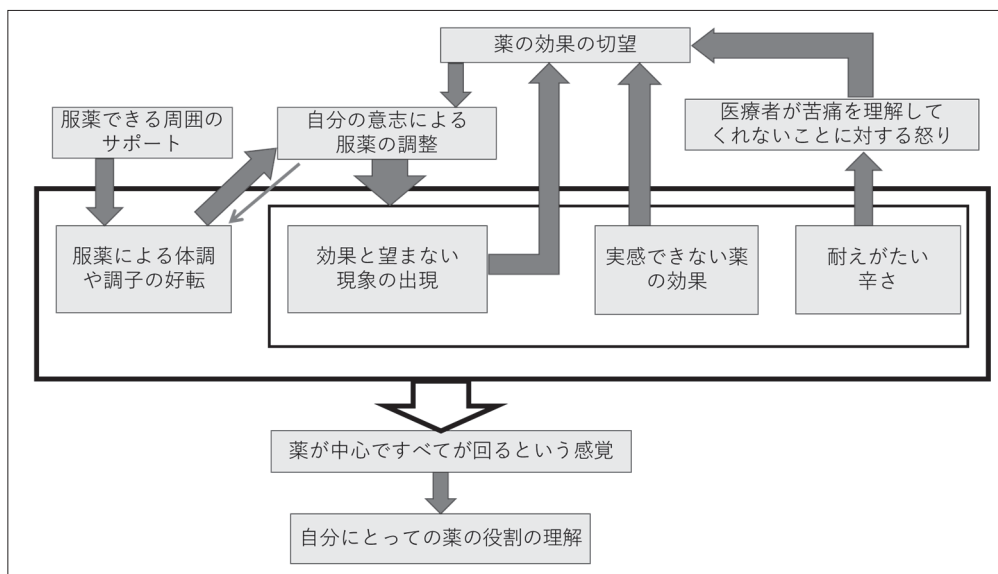 薬の効果の切望
服薬できる周囲の
サポート
自分の意志による
服薬の調整
医療者が苦痛を理解して
くれないことに対する怒り
服薬による体調
や調子の好転
効果と望まない
現象の出現
実感できない薬
の効果
耐えがたい
辛さ
薬が中心ですべてが回るという感覚
自分にとっての薬の役割の理解